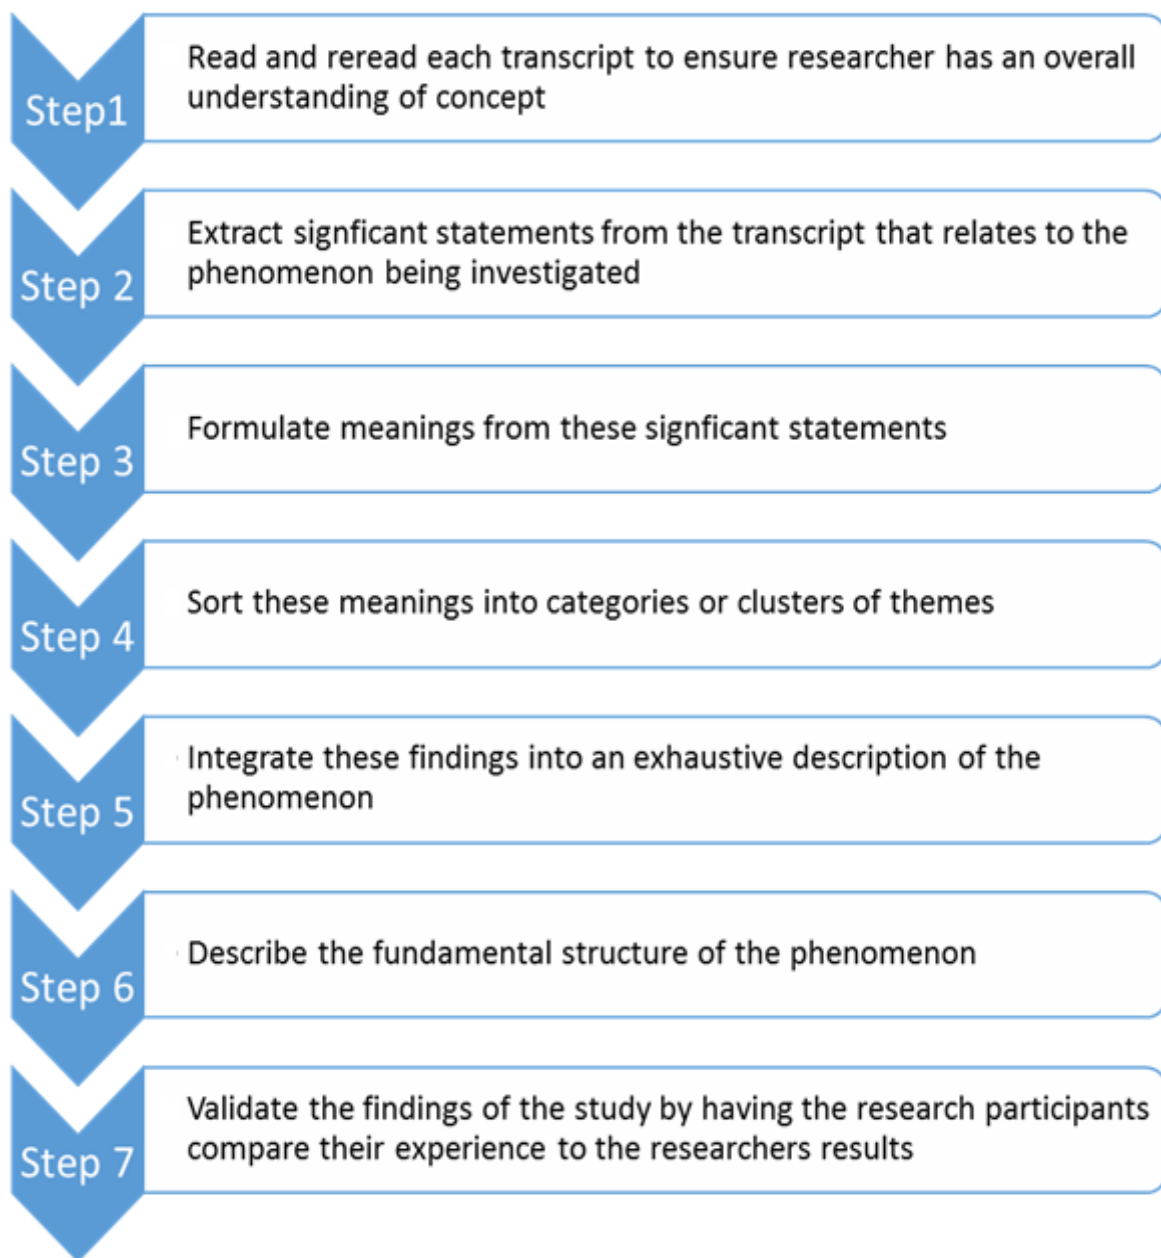 Step1
Read and reread each transcript to ensure researcher has an overall
understanding of concept
Step 2
Extract signficant statements from the transcript that relates to the
phenomenon being investigated
Step 3
Formulate meanings from these signficant statements
Step 4
Sort these meanings into categories or clusters of themes
Step 5
Integrate these findings into an exhaustive description of the
phenomenon
Step 6
Describe the fundamental structure of the phenomenon
Step 7
Validate the findings of the study by having the research participants
compare their experience to the researchers results